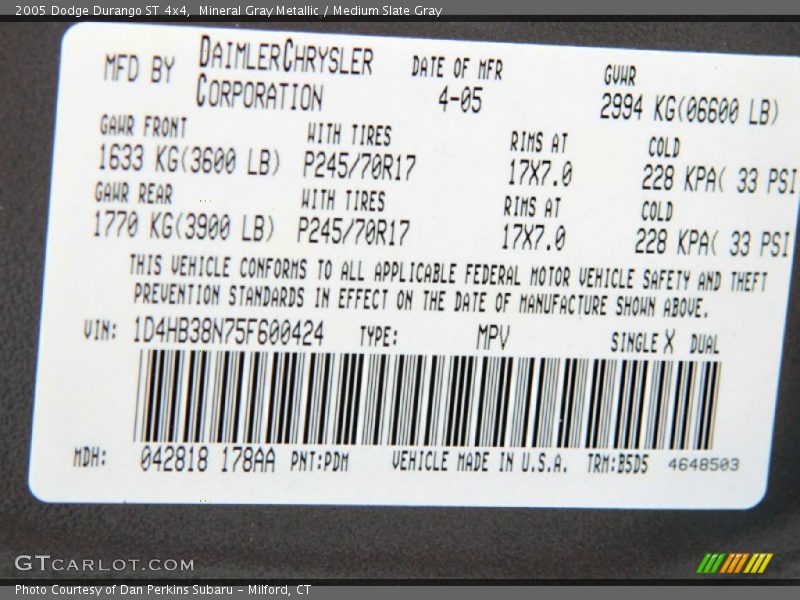 2005 Dodge Durango ST 4x4, Mineral Gray Metallic / Medium Slate Gray
MFD BY DAIMLERCHRYSLER CORPORATION DATE OF MFR 4-05 GVWR 2994 KG(06600 LB)
GAWR FRONT WITH TIRES RIMS AT COLD
1633 KG(3600 LB) P245/70R17 17X7.0 228 KPA( 33 PSI
GAWR REAR WITH TIRES RIMS AT COLD
1770 KG(3900 LB) P245/70R17 17X7.0 228 KPA( 33 PSI
THIS VEHICLE CONFORMS TO ALL APPLICABLE FEDERAL MOTOR VEHICLE SAFETY AND THEFT
PREVENTION STANDARDS IN EFFECT ON THE DATE OF MANUFACTURE SHOWN ABOVE.
VIN: 1D4HB38N75F600424 TYPE: MPV SINGLE X DUAL
MDH: 042818 178AA PNT:PDM VEHICLE MADE IN U.S.A. TRM:B5D5 4648503
GTCARLOT.COM
Photo Courtesy of Dan Perkins Subaru - Milford, CT